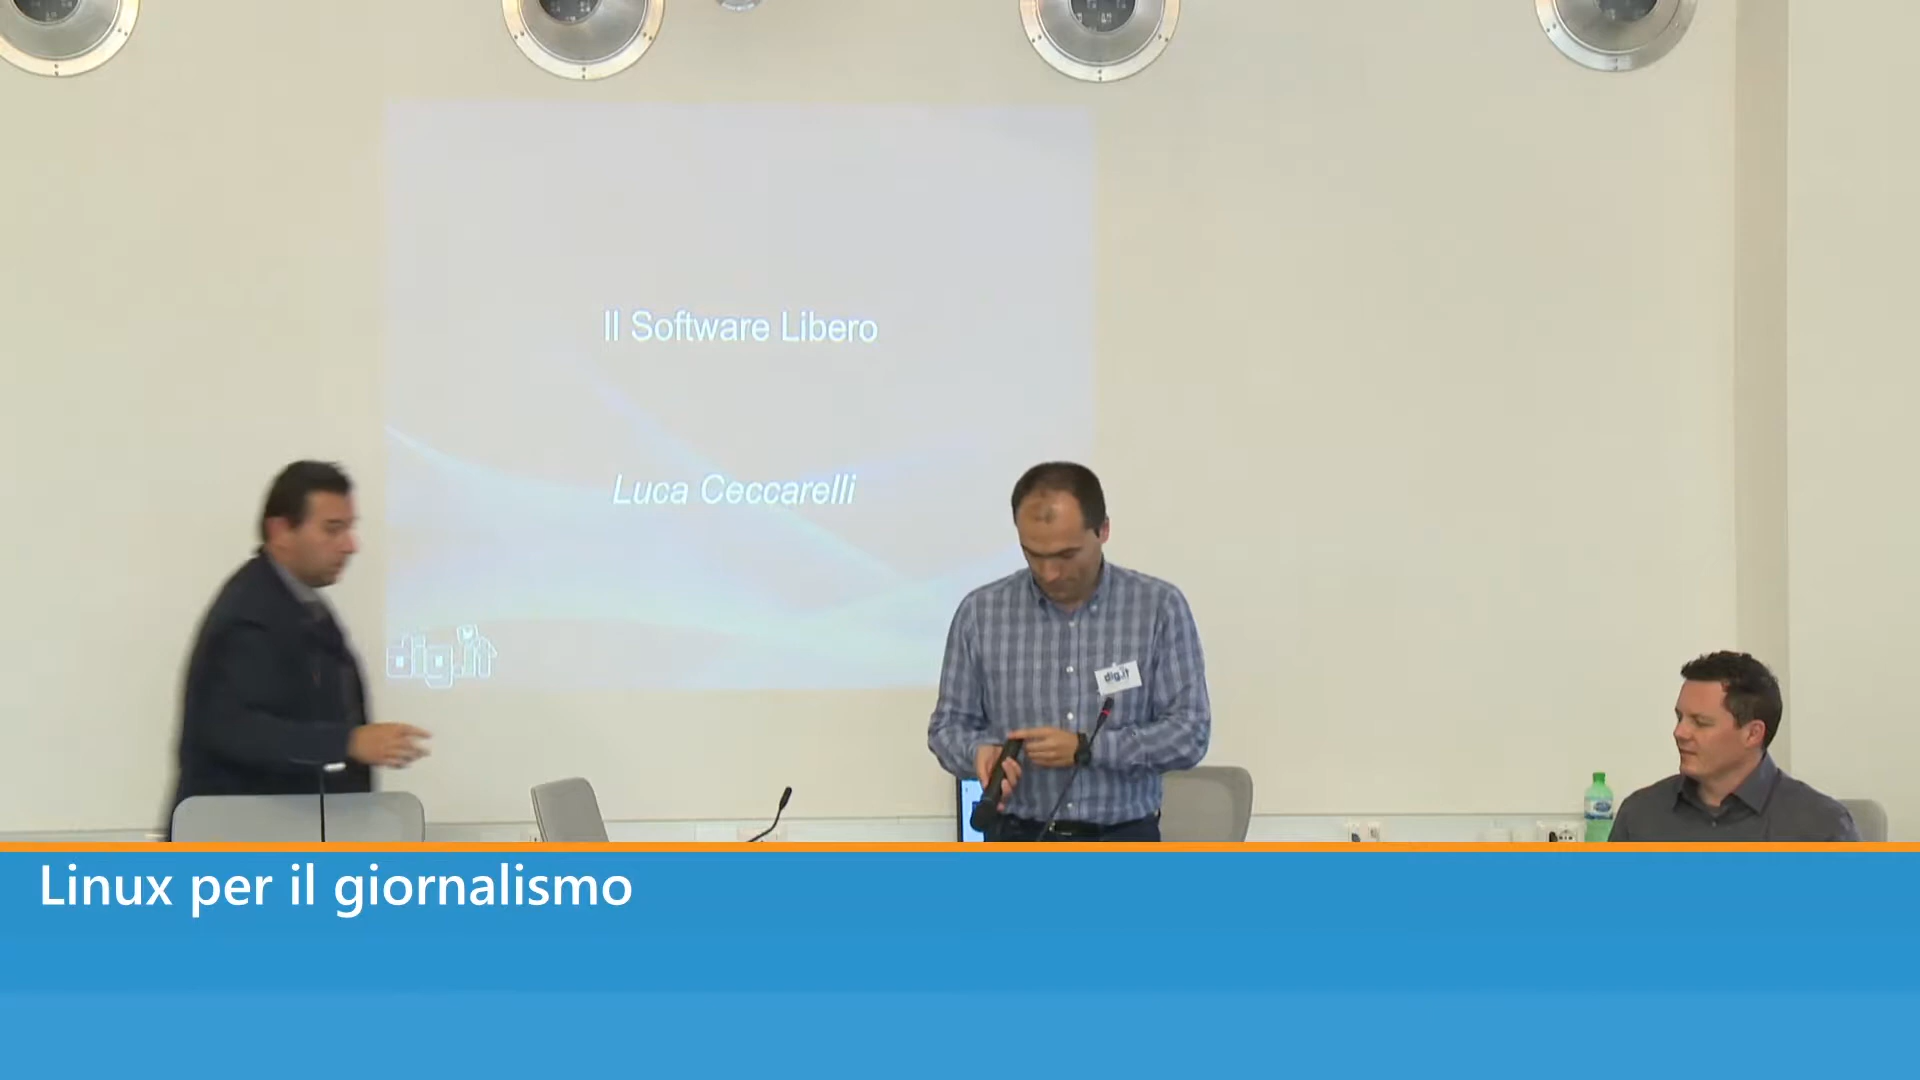 Il Software Libero
Luca Ceccarelli
dig.it
dig.it
Linux per il giornalismo